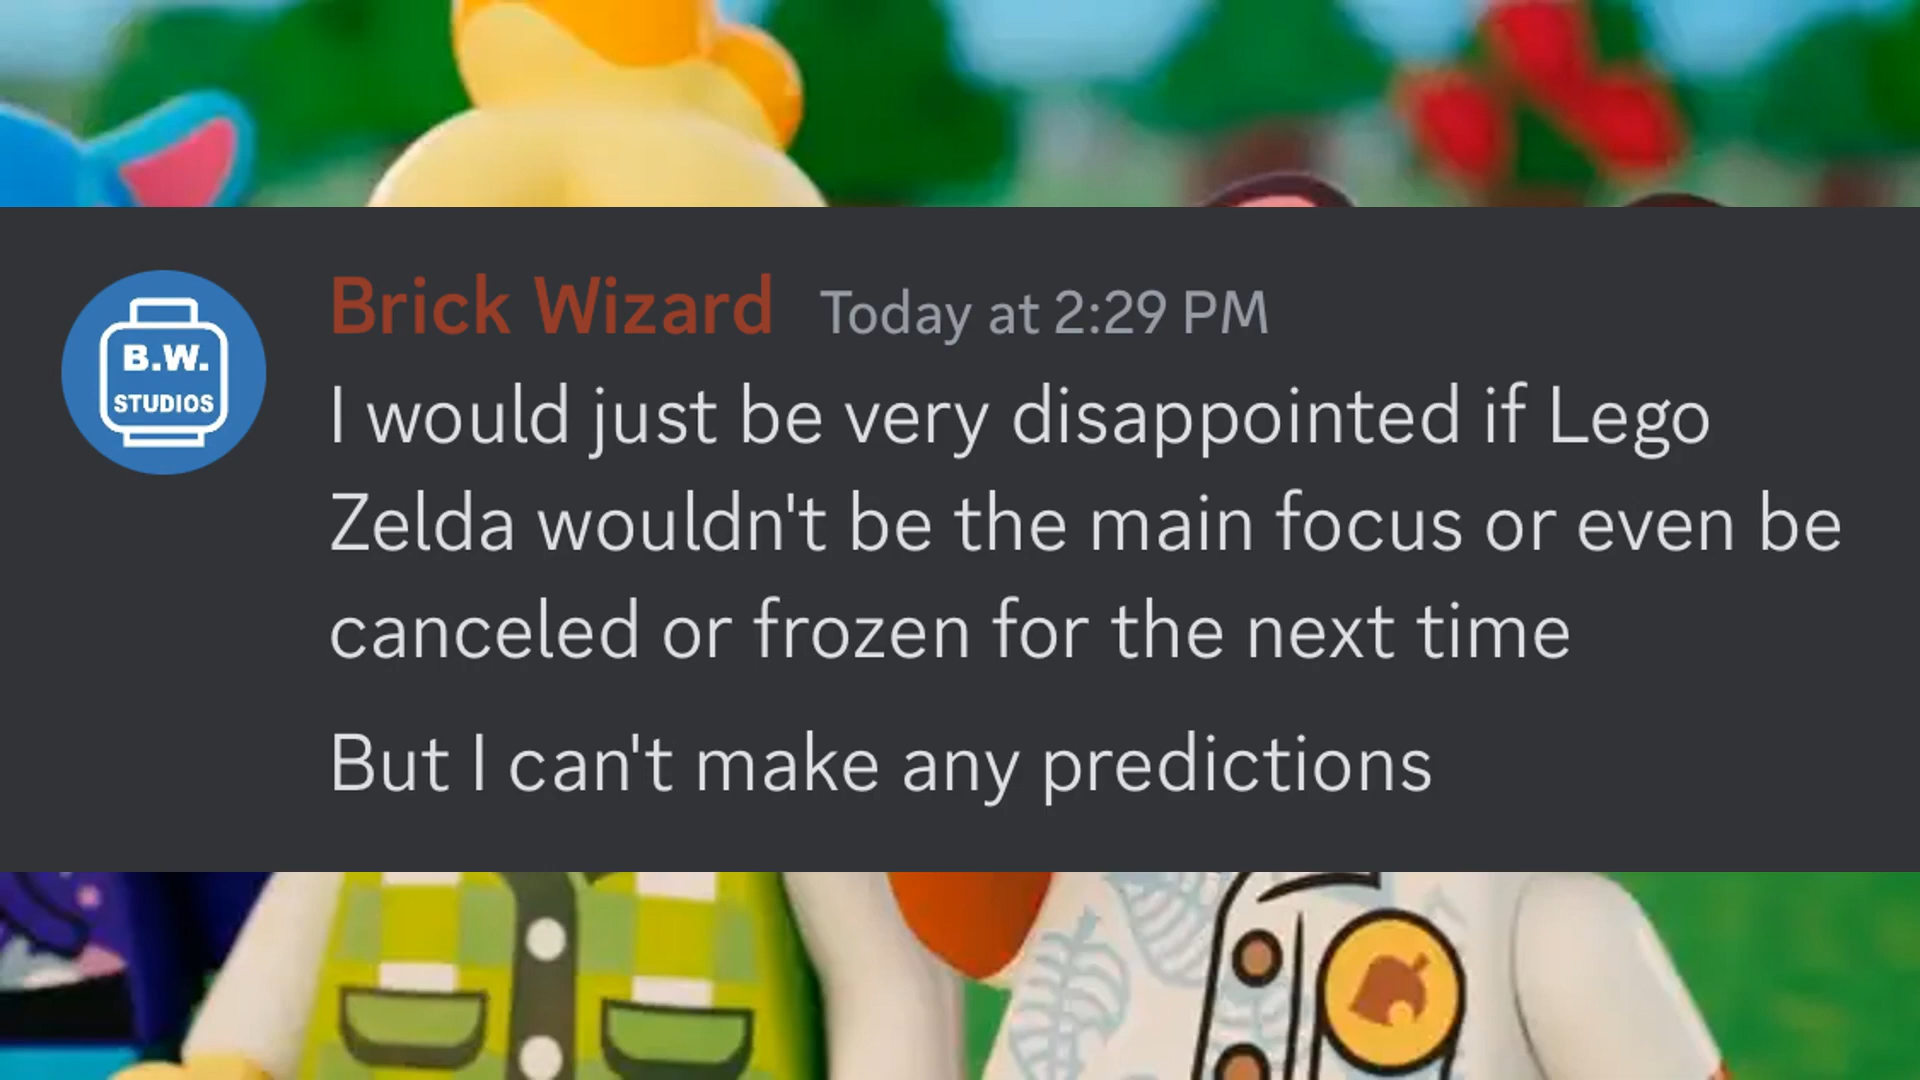 B.W.
STUDIOS
Brick Wizard Today at 2:29 PM
I would just be very disappointed if Lego
Zelda wouldn't be the main focus or even be
canceled or frozen for the next time
But I can't make any predictions